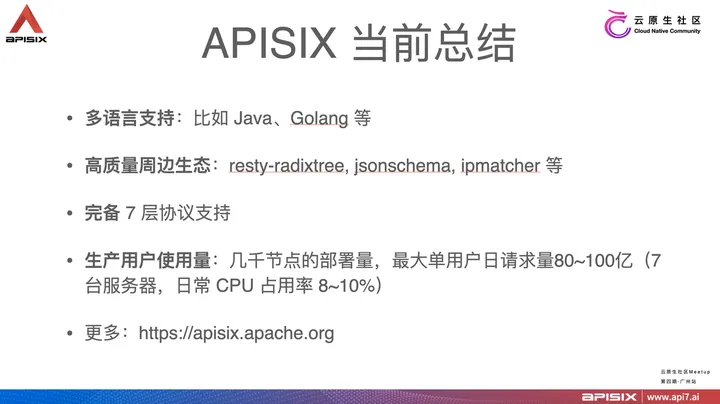 APISIX
云原生社区
Cloud Native Community
APISIX 当前总结
• 多语言支持：比如 Java、Golang 等
• 高质量周边生态：resty-radixtree, jsonschema, ipmatcher 等
• 完备 7 层协议支持
• 生产用户使用量：几千节点的部署量，最大单用户日请求量80~100亿（7
台服务器，日常 CPU 占用率 8~10%）
• 更多：https://apisix.apache.org
云原生社区Meetup
第四期·广州站
APISIX | www.api7.ai